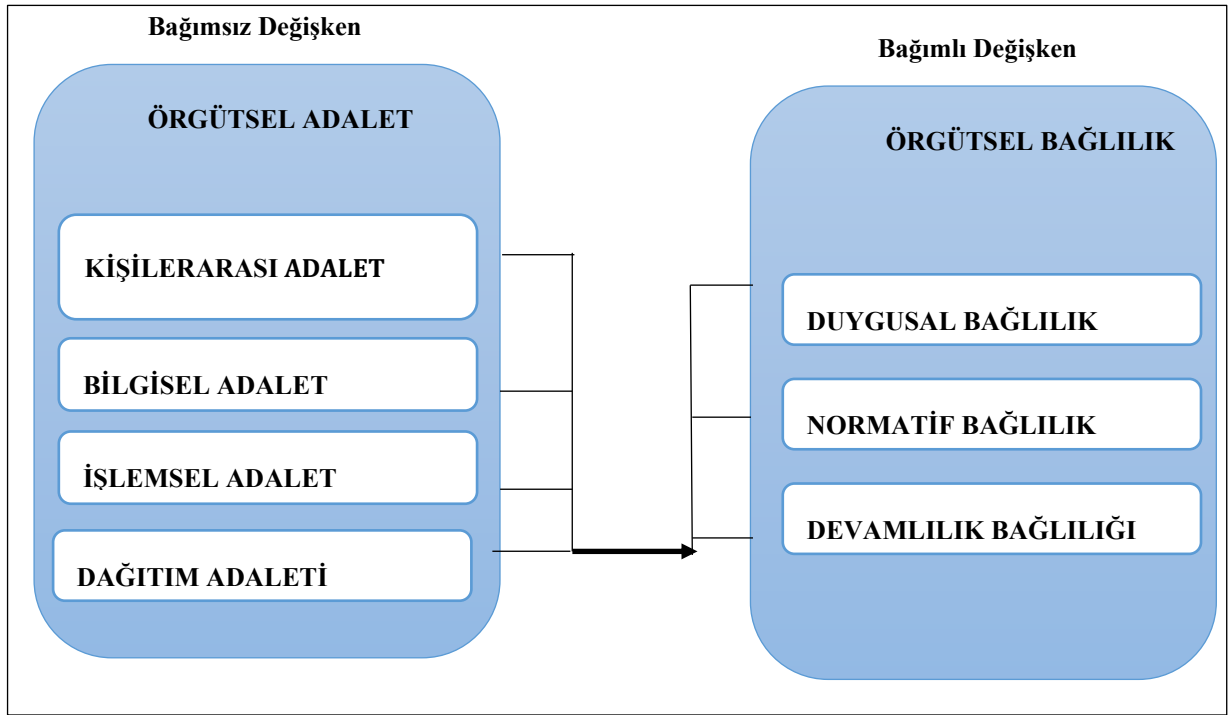 Bağımsız Değişken
ÖRGÜTSEL ADALET
KİŞİLERARASI ADALET
BİLGİSEL ADALET
İŞLEMSEL ADALET
DAĞITIM ADALETİ
Bağımlı Değişken
ÖRGÜTSEL BAĞLILIK
DUYGUSAL BAĞLILIK
NORMATİF BAĞLILIK
DEVAMLILIK BAĞLILIĞI